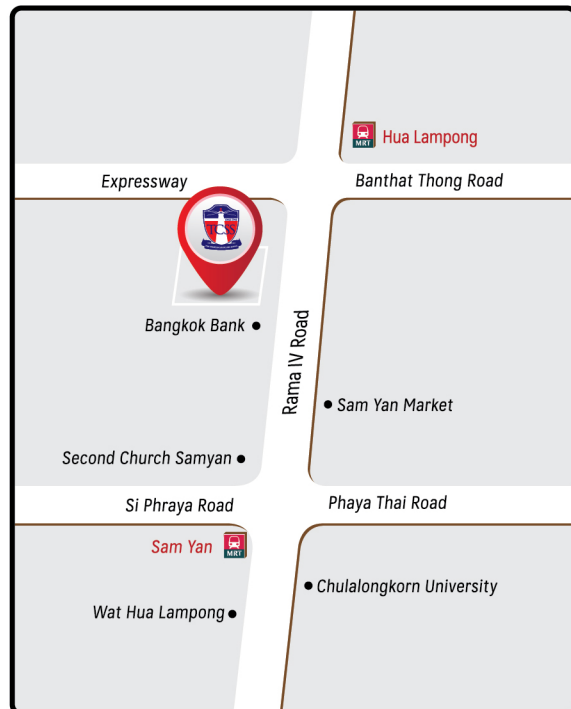 MRT Hua Lampong
Expressway
Banthat Thong Road
TCSS
Bangkok Bank
Rama IV Road
Sam Yan Market
Second Church Samyan
Si Phraya Road
Phaya Thai Road
Sam Yan MRT
Chulalongkorn University
Wat Hua Lampong